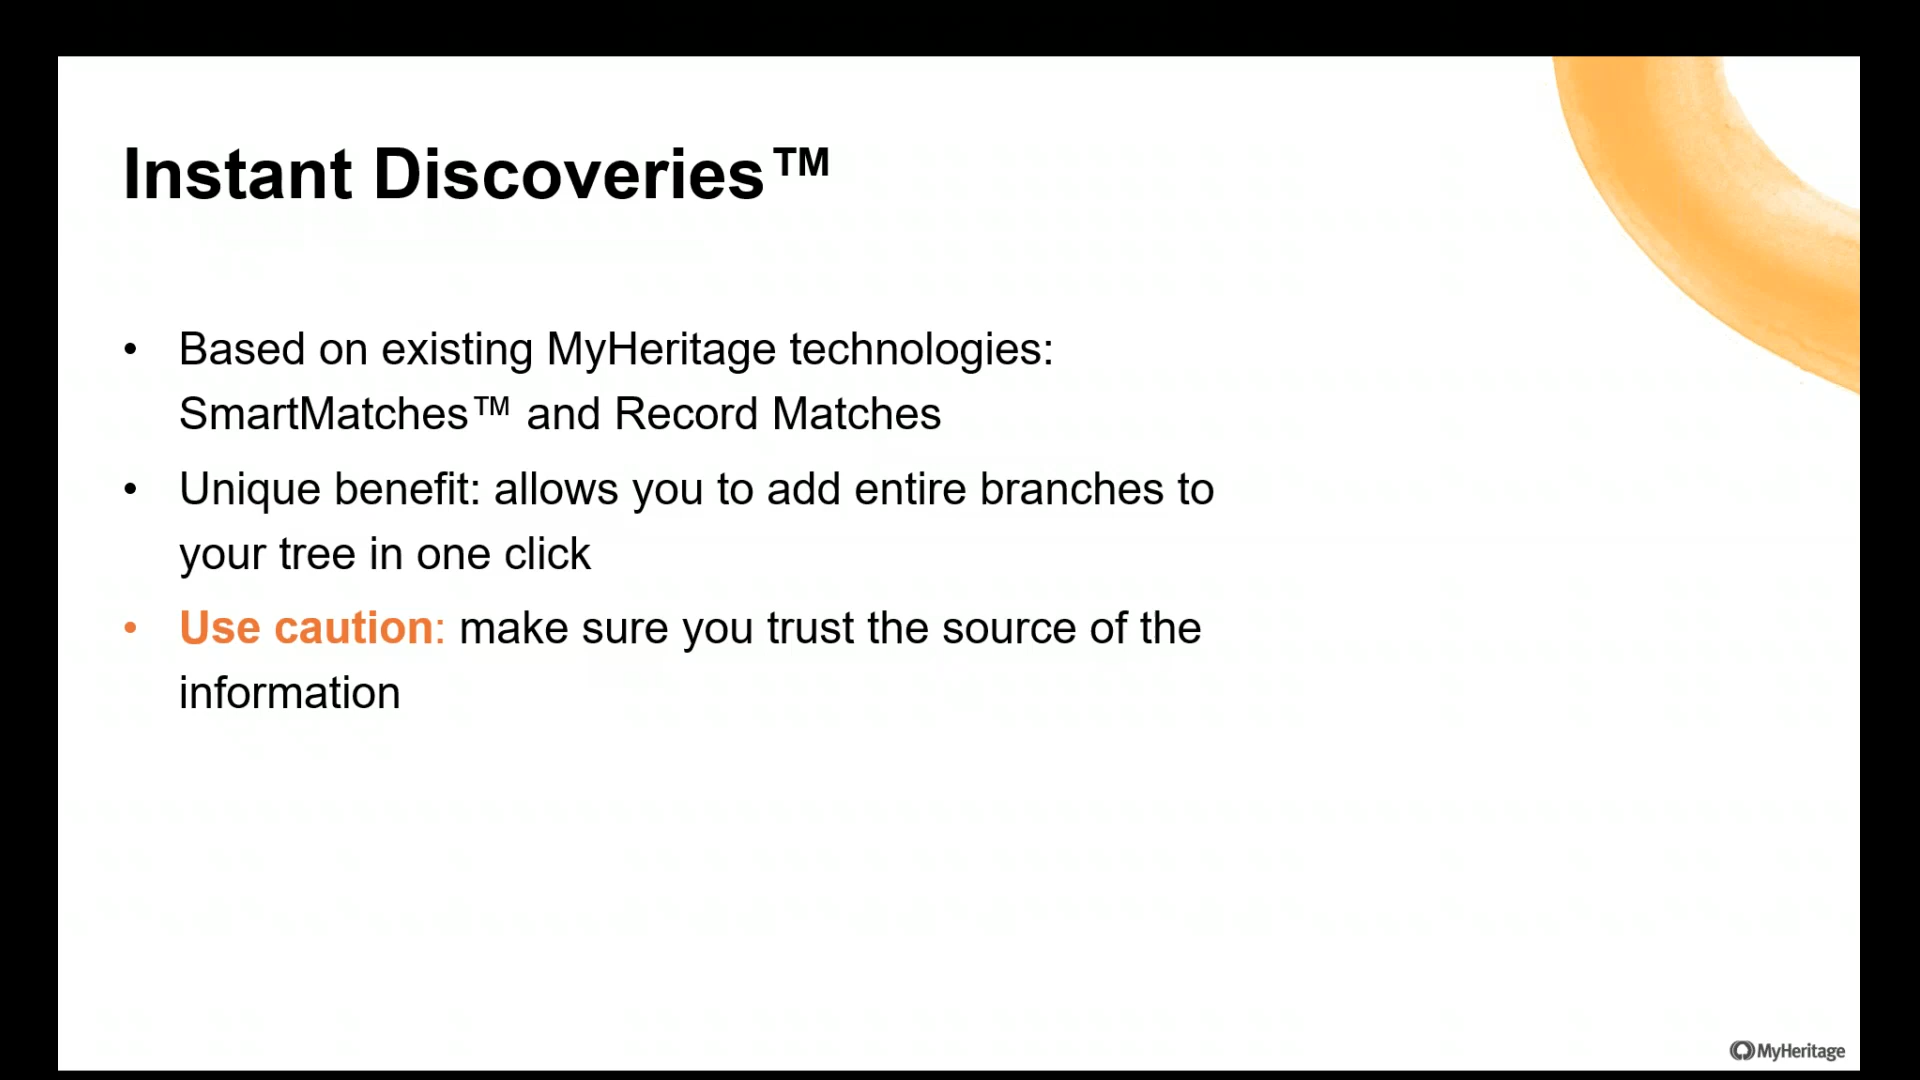 Instant Discoveries™
• Based on existing MyHeritage technologies:
SmartMatches™ and Record Matches
• Unique benefit: allows you to add entire branches to
your tree in one click
• Use caution: make sure you trust the source of the
information
MyHeritage